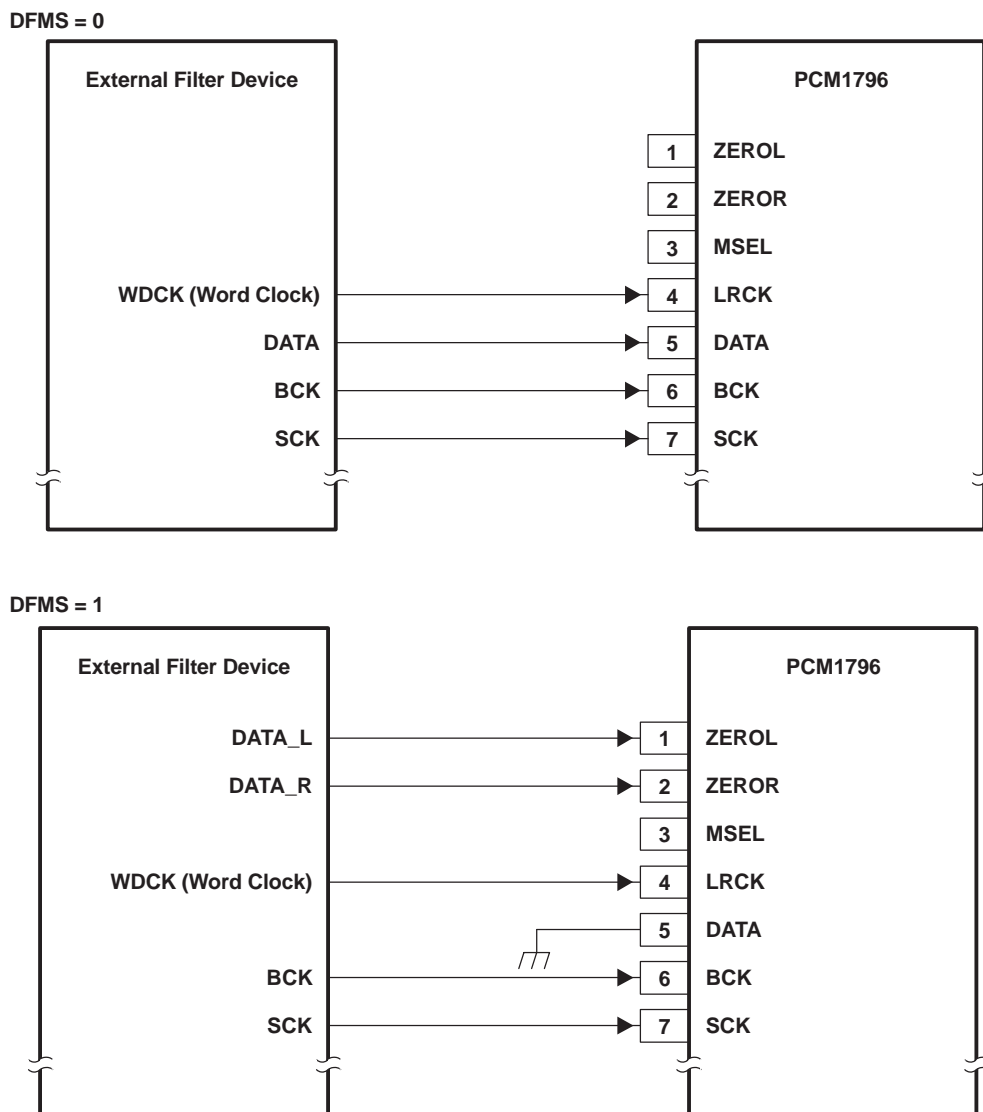 DFMS = 0
External Filter Device
PCM1796
1 ZEROL
2 ZEROR
3 MSEL
WDCK (Word Clock) 4 LRCK
DATA 5 DATA
BCK 6 BCK
SCK 7 SCK
DFMS = 1
External Filter Device
PCM1796
DATA_L 1 ZEROL
DATA_R 2 ZEROR
3 MSEL
WDCK (Word Clock) 4 LRCK
5 DATA
BCK 6 BCK
SCK 7 SCK